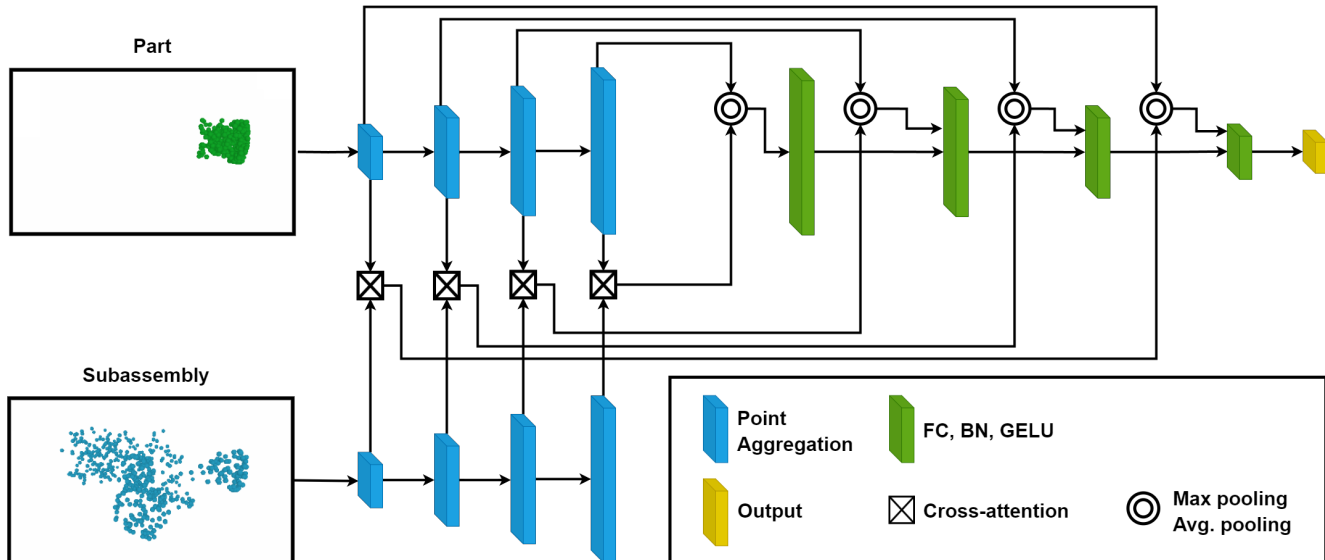 Part
Subassembly
Point
Aggregation
FC, BN, GELU
Output
Cross-attention
Max pooling
Avg. pooling